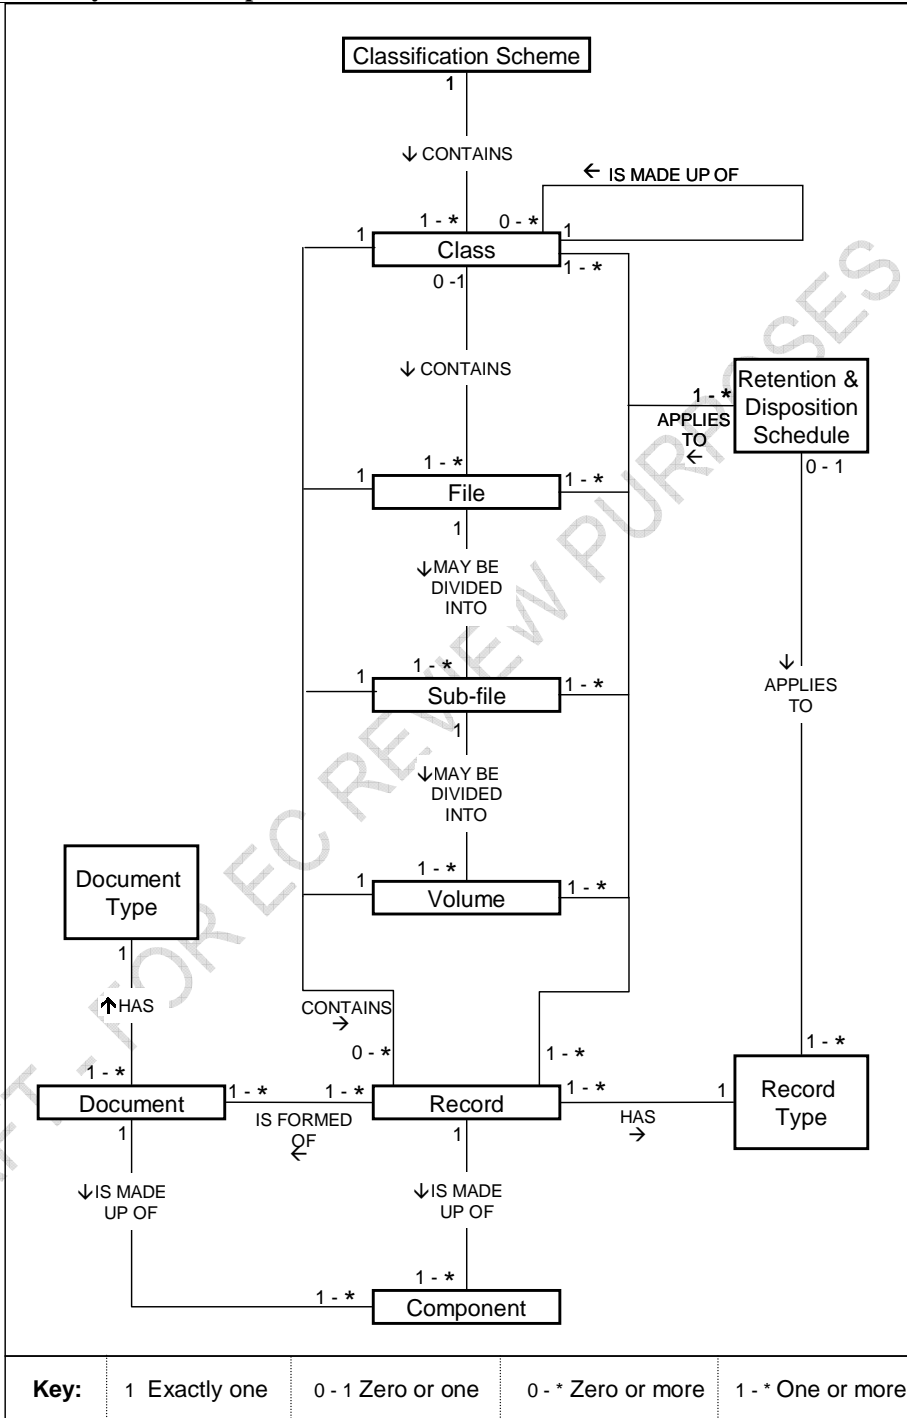 Classification Scheme
1
↓ CONTAINS
← IS MADE UP OF
1 - *
0 - *
1
1
Class
1 - *
0 -1
↓ CONTAINS
Retention &
Disposition
Schedule
1 - *
APPLIES
TO
←
0 - 1
1 - *
1
File
1 - *
1
↓ MAY BE
DIVIDED
INTO
1 - *
1
Sub-file
1 - *
1
↓ APPLIES
TO
↓ MAY BE
DIVIDED
INTO
1 - *
1
Volume
1 - *
Document
Type
1
↑ HAS
CONTAINS
→
0 - *
1 - *
1 - *
1 - *
Document
1 - *
IS FORMED
OF
←
1 - *
Record
1 - *
HAS
→
1
Record
Type
1
↓ IS MADE
UP OF
1
↓ IS MADE
UP OF
1 - *
1 - *
Component
Key:
1 Exactly one
0 - 1 Zero or one
0 - * Zero or more
1 - * One or more
- FOR EC REVIEW PURPOSES